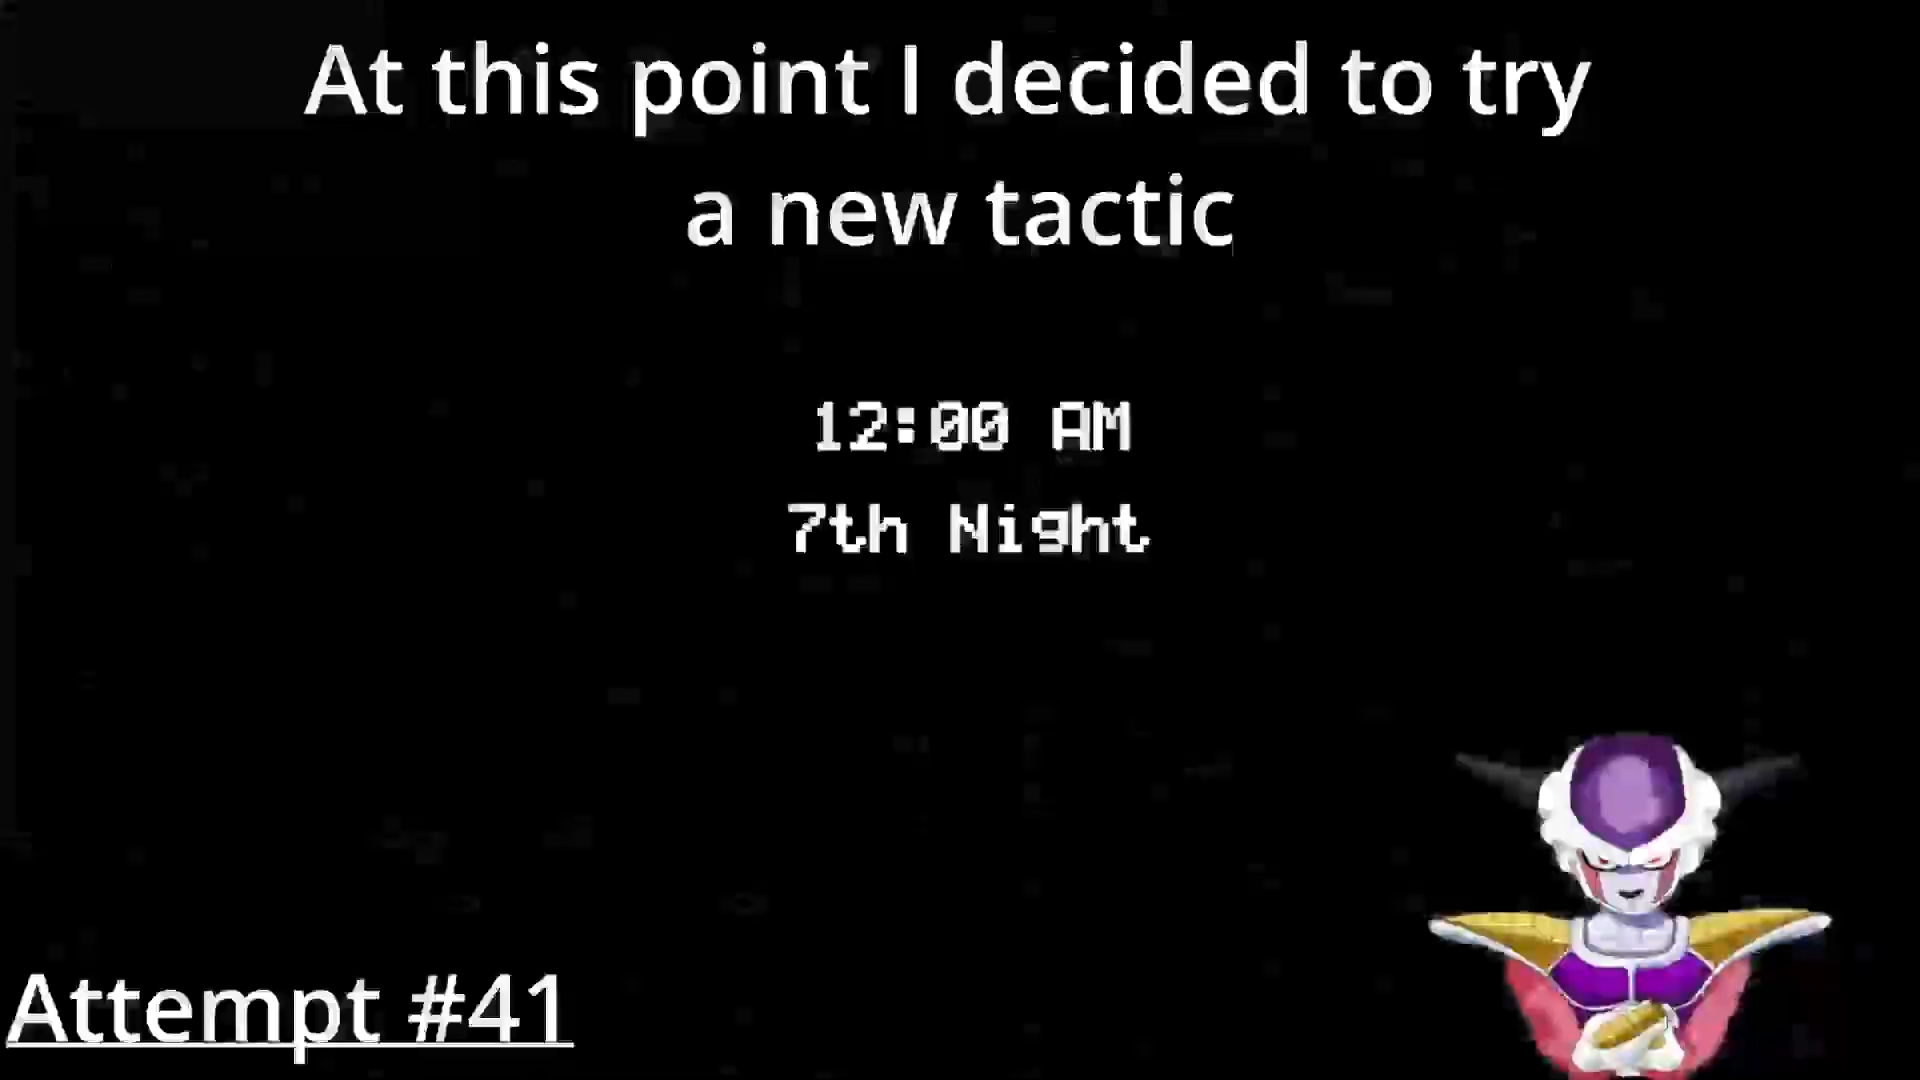 At this point I decided to try
a new tactic
12:00 AM
7th Night
Attempt #41